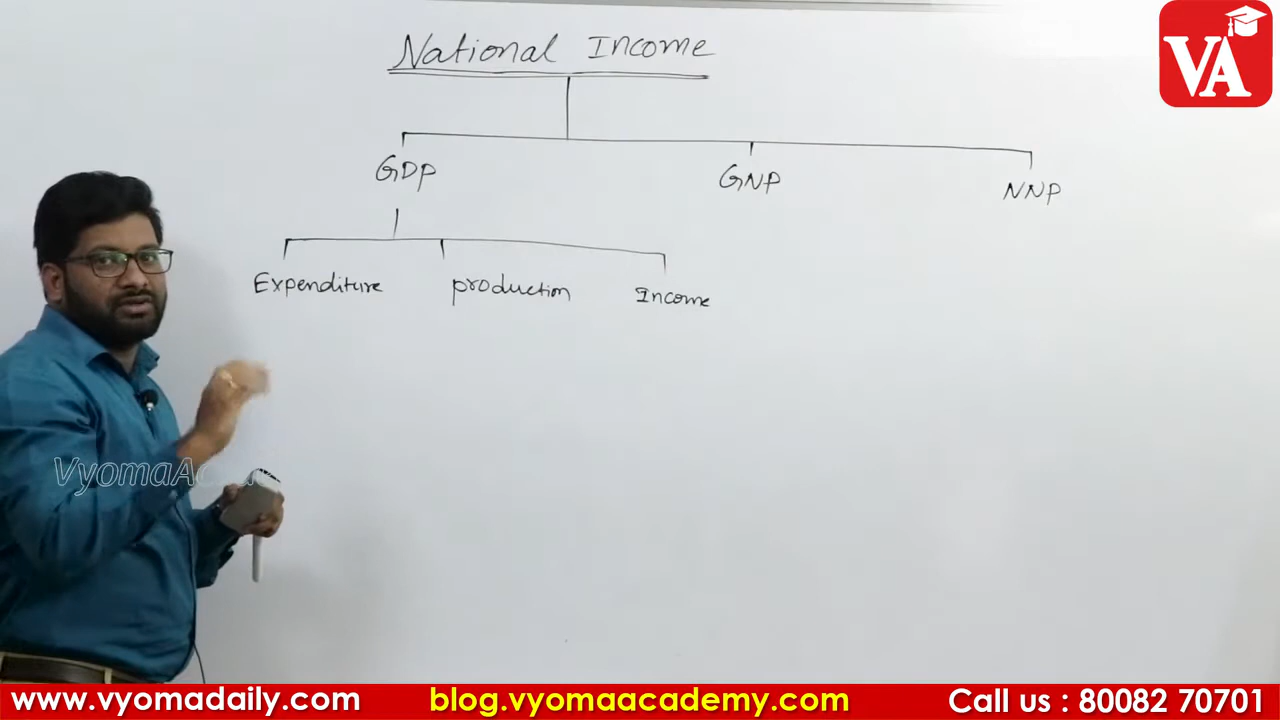 National Income
GDP GNP NNP
Expenditure production Income
VA
VyomaAcade
www.vyomadaily.com blog.vyomaacademy.com Call us : 80082 70701